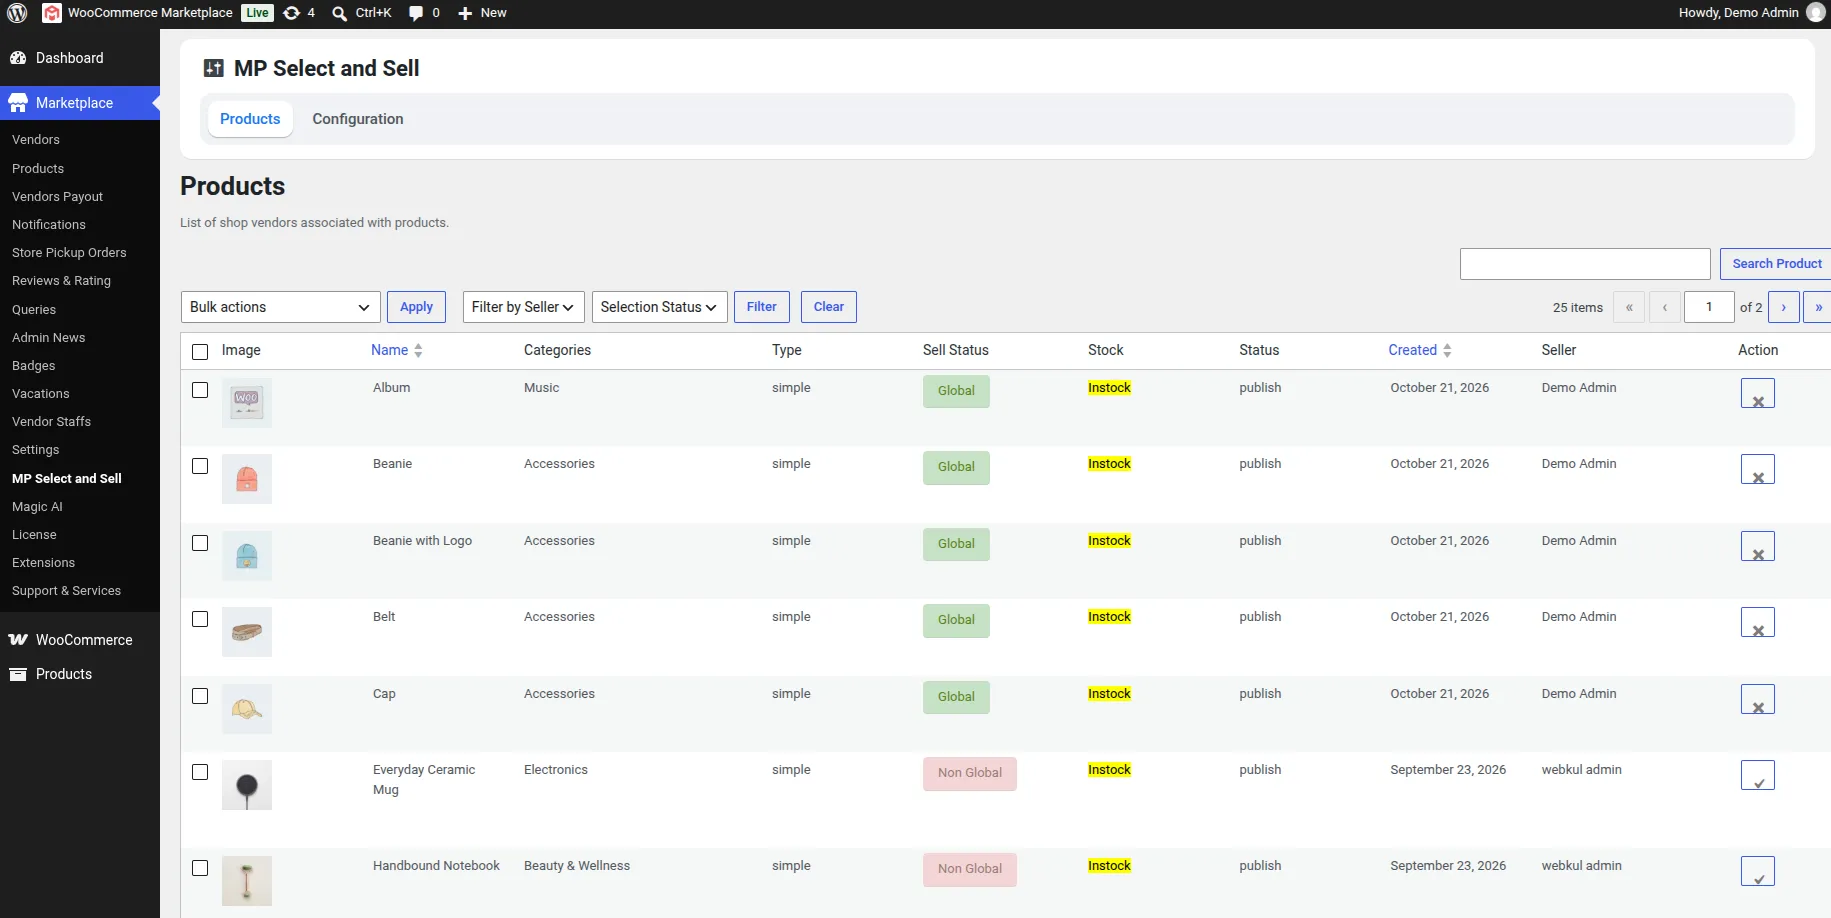 WooCommerce Marketplace Live 4 Ctrl+K 0 New Howdy, Demo Admin
Dashboard
Marketplace
Vendors
Products
Vendors Payout
Notifications
Store Pickup Orders
Reviews & Rating
Queries
Admin News
Badges
Vacations
Vendor Staffs
Settings
MP Select and Sell
Magic AI
License
Extensions
Support & Services
WooCommerce
Products
MP Select and Sell
Products Configuration
Products
List of shop vendors associated with products.
Search Product
Bulk actions Apply Filter by Seller Selection Status Filter Clear 25 items « ‹ 1 of 2 › »
Image Name Categories Type Sell Status Stock Status Created Seller Action
WOO
Album Music simple Global Instock publish October 21, 2026 Demo Admin
Beanie Accessories simple Global Instock publish October 21, 2026 Demo Admin
Beanie with Logo Accessories simple Global Instock publish October 21, 2026 Demo Admin
Belt Accessories simple Global Instock publish October 21, 2026 Demo Admin
Cap Accessories simple Global Instock publish October 21, 2026 Demo Admin
Everyday Ceramic Electronics simple Non Global Instock publish September 23, 2026 webkul admin
Mug
Handbound Notebook Beauty & Wellness simple Non Global Instock publish September 23, 2026 webkul admin